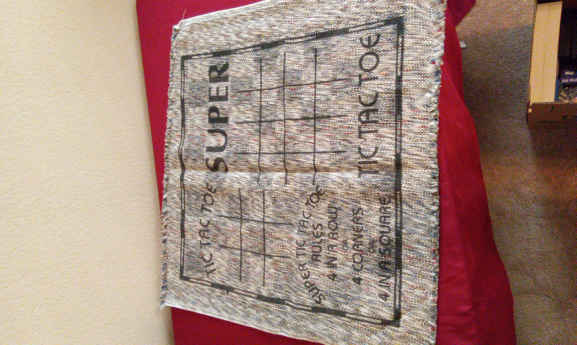 TIC TAC TOE
SUPER
TIC TAC TOE
SUPER TIC TAC TOE
RULES
4 IN A ROW
OR
4 CORNERS
OR
4 IN A SQUARE